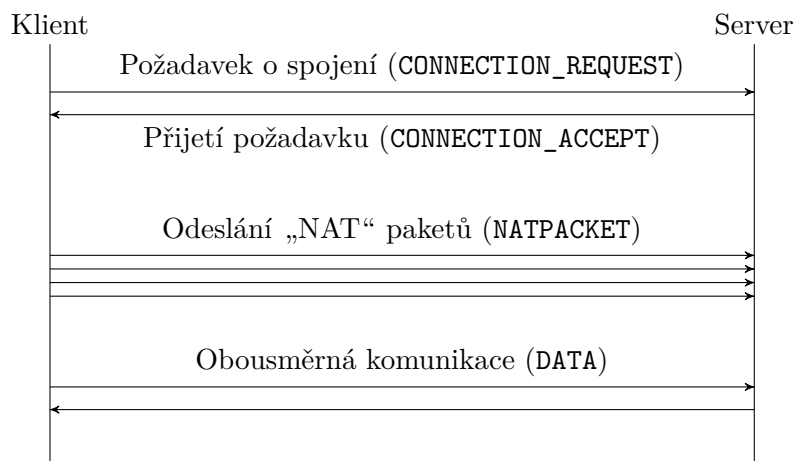 Klient
Server
Požadavek o spojení (CONNECTION_REQUEST)
Přijetí požadavku (CONNECTION_ACCEPT)
Odeslání „NAT“ paketů (NATPACKET)
Obousměrná komunikace (DATA)